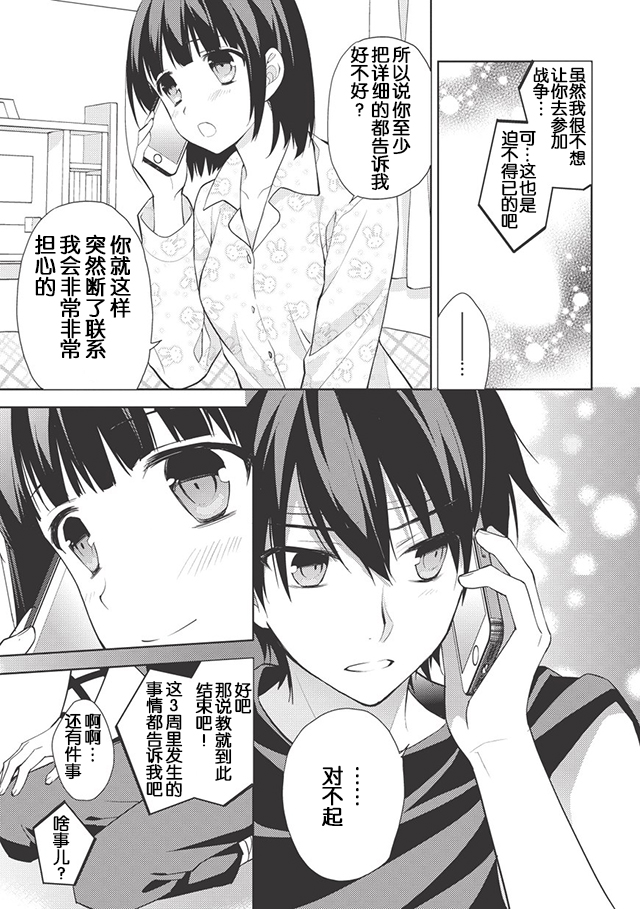 虽然我很不想
让你去参加
战争…
可…这也是
迫不得已的吧
………
所以说你至少
把详细的都告诉我
好不好？
你就这样
突然断了联系
我会非常非常
担心的
……
对不起
好吧
那说教就到此
结束吧！
这3周里发生的
事情都告诉我吧
啊啊…
还有件事
啥事儿？